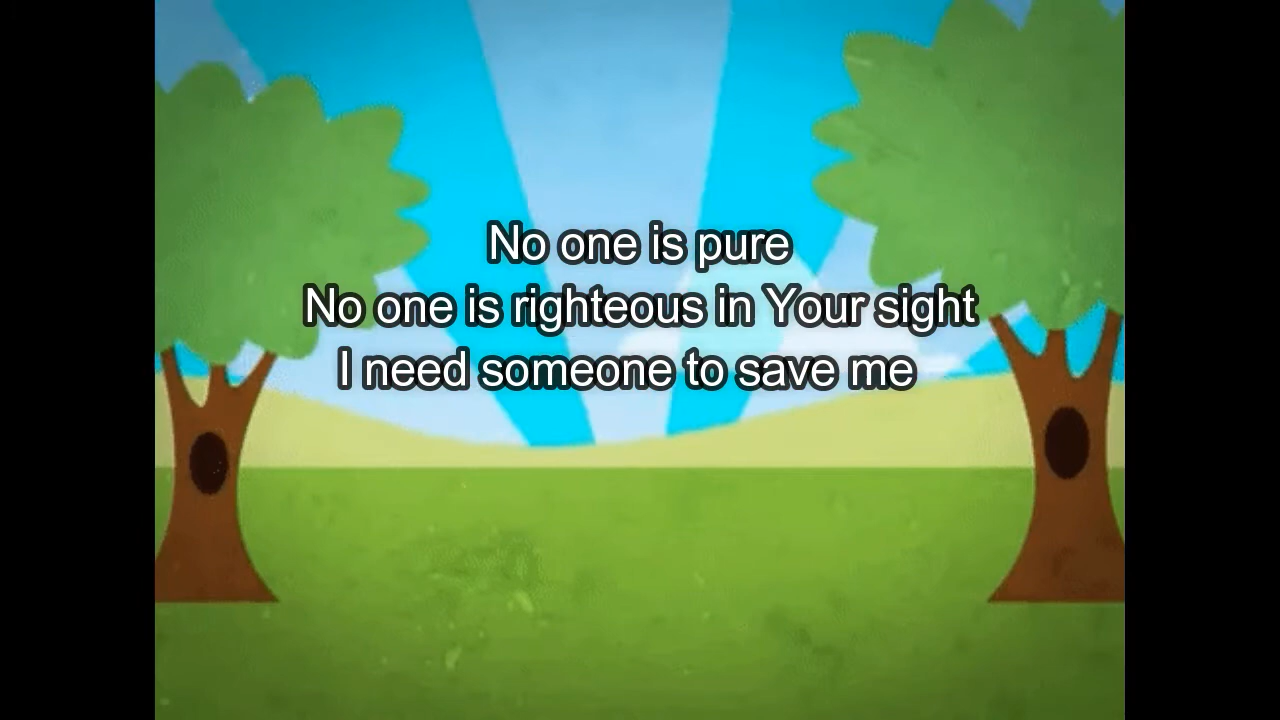 No one is pure
No one is righteous in Your sight
I need someone to save me